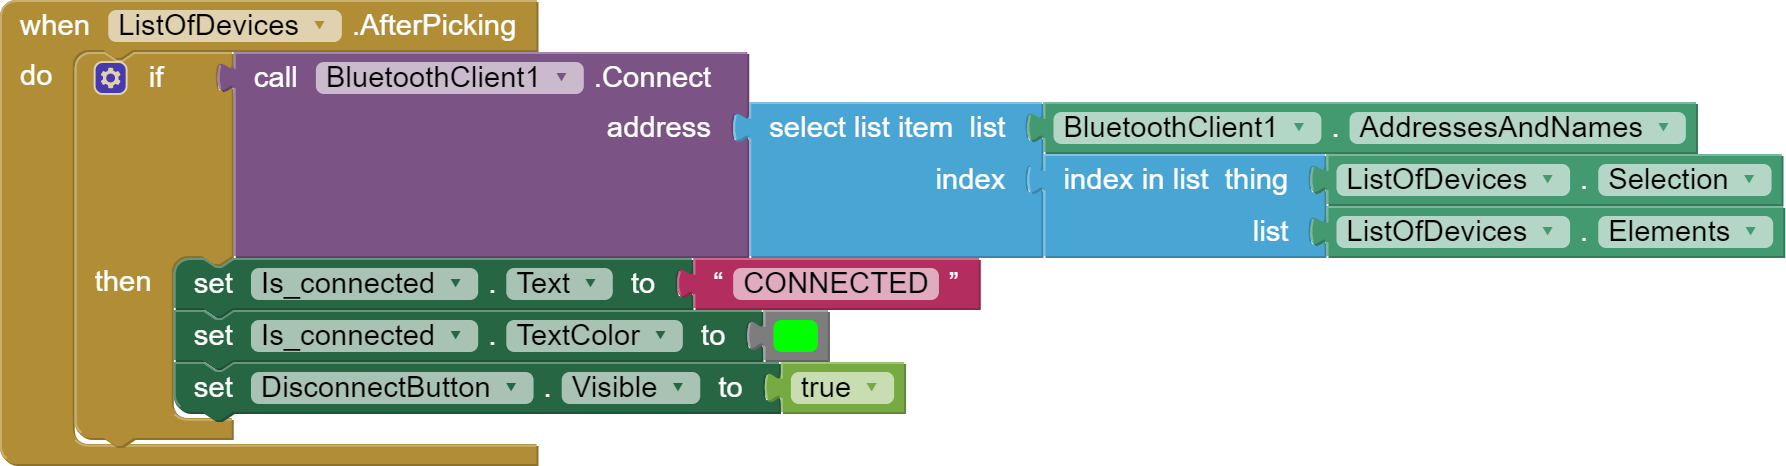 when ListOfDevices .AfterPicking
do if call BluetoothClient1 .Connect
address select list item list BluetoothClient1 . AddressesAndNames
index index in list thing ListOfDevices . Selection
list ListOfDevices . Elements
then set Is_connected . Text to “ CONNECTED ”
set Is_connected . TextColor to
set DisconnectButton . Visible to true